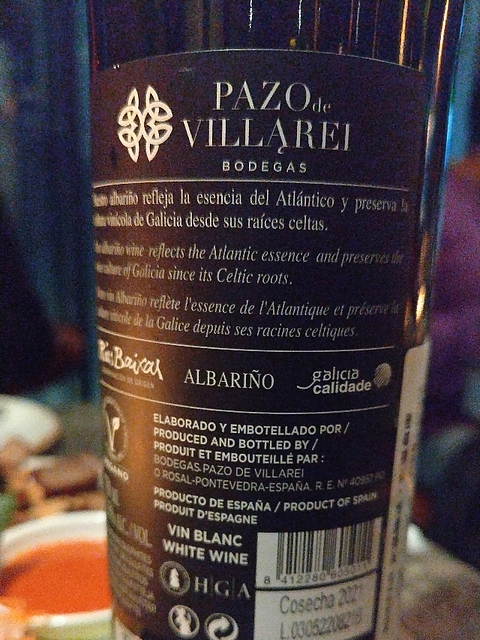 PAZO de
VILLAREI
BODEGAS
albariño refleja la esencia del Atlántico y preserva la
vinícola de Galicia desde sus raíces celtas.
albariño wine reflects the Atlantic essence and preserves the
culture of Galicia since its Celtic roots.
Albariño reflète l'essence de l'Atlantique et préserve la
viticole de la Galice depuis ses racines celtiques.
Rías Baixas
ALBARIÑO
galicia
calidade
ELABORADO Y EMBOTELLADO POR /
PRODUCED AND BOTTLED BY /
PRODUIT ET EMBOUTEILLÉ PAR :
BODEGAS PAZO DE VILLAREI
O ROSAL-PONTEVEDRA-ESPAÑA. R. E. Nº
PRODUCTO DE ESPAÑA / PRODUCT OF SPAIN
PRODUIT D'ESPAGNE
VIN BLANC
WHITE WINE
HGA
Cosecha 2021